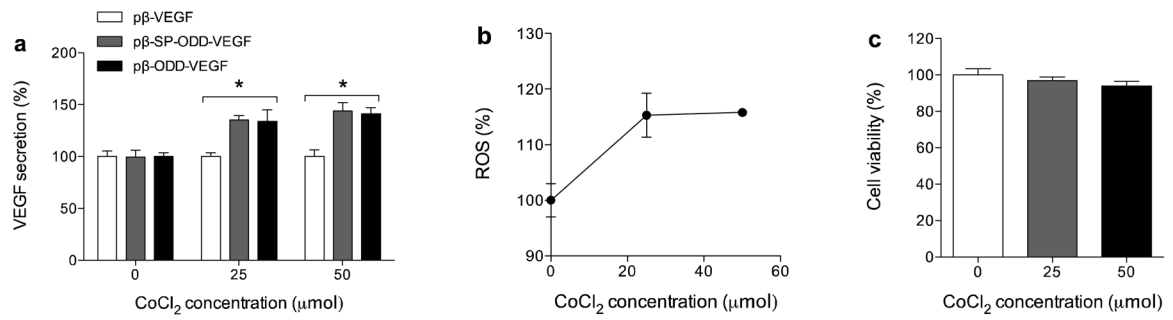 pβ-VEGF
pβ-SP-ODD-VEGF
pβ-ODD-VEGF
a
200
150
100
50
0
VEGF secretion (%)
*
*
0 25 50
CoCl₂ concentration (μmol)
b
130
120
110
100
90
ROS (%)
0 20 40 60
CoCl₂ concentration (μmol)
c
120
100
80
60
40
20
0
Cell viability (%)
0 25 50
CoCl₂ concentration (μmol)